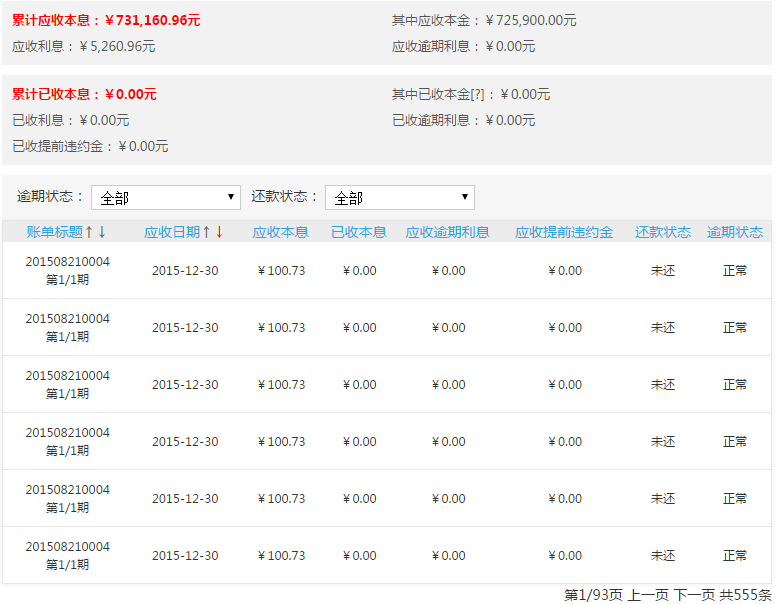 累计应收本息：￥731,160.96元 其中应收本金：￥725,900.00元
应收利息：￥5,260.96元 应收逾期利息：￥0.00元
累计已收本息：￥0.00元 其中已收本金[?]：￥0.00元
已收利息：￥0.00元 已收逾期利息：￥0.00元
已收提前违约金：￥0.00元
逾期状态： 全部 ▼ 还款状态： 全部 ▼
账单标题↑↓ 应收日期↑↓ 应收本息 已收本息 应收逾期利息 应收提前违约金 还款状态 逾期状态
201508210004
第1/1期 2015-12-30 ￥100.73 ￥0.00 ￥0.00 ￥0.00 未还 正常
201508210004
第1/1期 2015-12-30 ￥100.73 ￥0.00 ￥0.00 ￥0.00 未还 正常
201508210004
第1/1期 2015-12-30 ￥100.73 ￥0.00 ￥0.00 ￥0.00 未还 正常
201508210004
第1/1期 2015-12-30 ￥100.73 ￥0.00 ￥0.00 ￥0.00 未还 正常
201508210004
第1/1期 2015-12-30 ￥100.73 ￥0.00 ￥0.00 ￥0.00 未还 正常
201508210004
第1/1期 2015-12-30 ￥100.73 ￥0.00 ￥0.00 ￥0.00 未还 正常
第1/93页 上一页 下一页 共555条